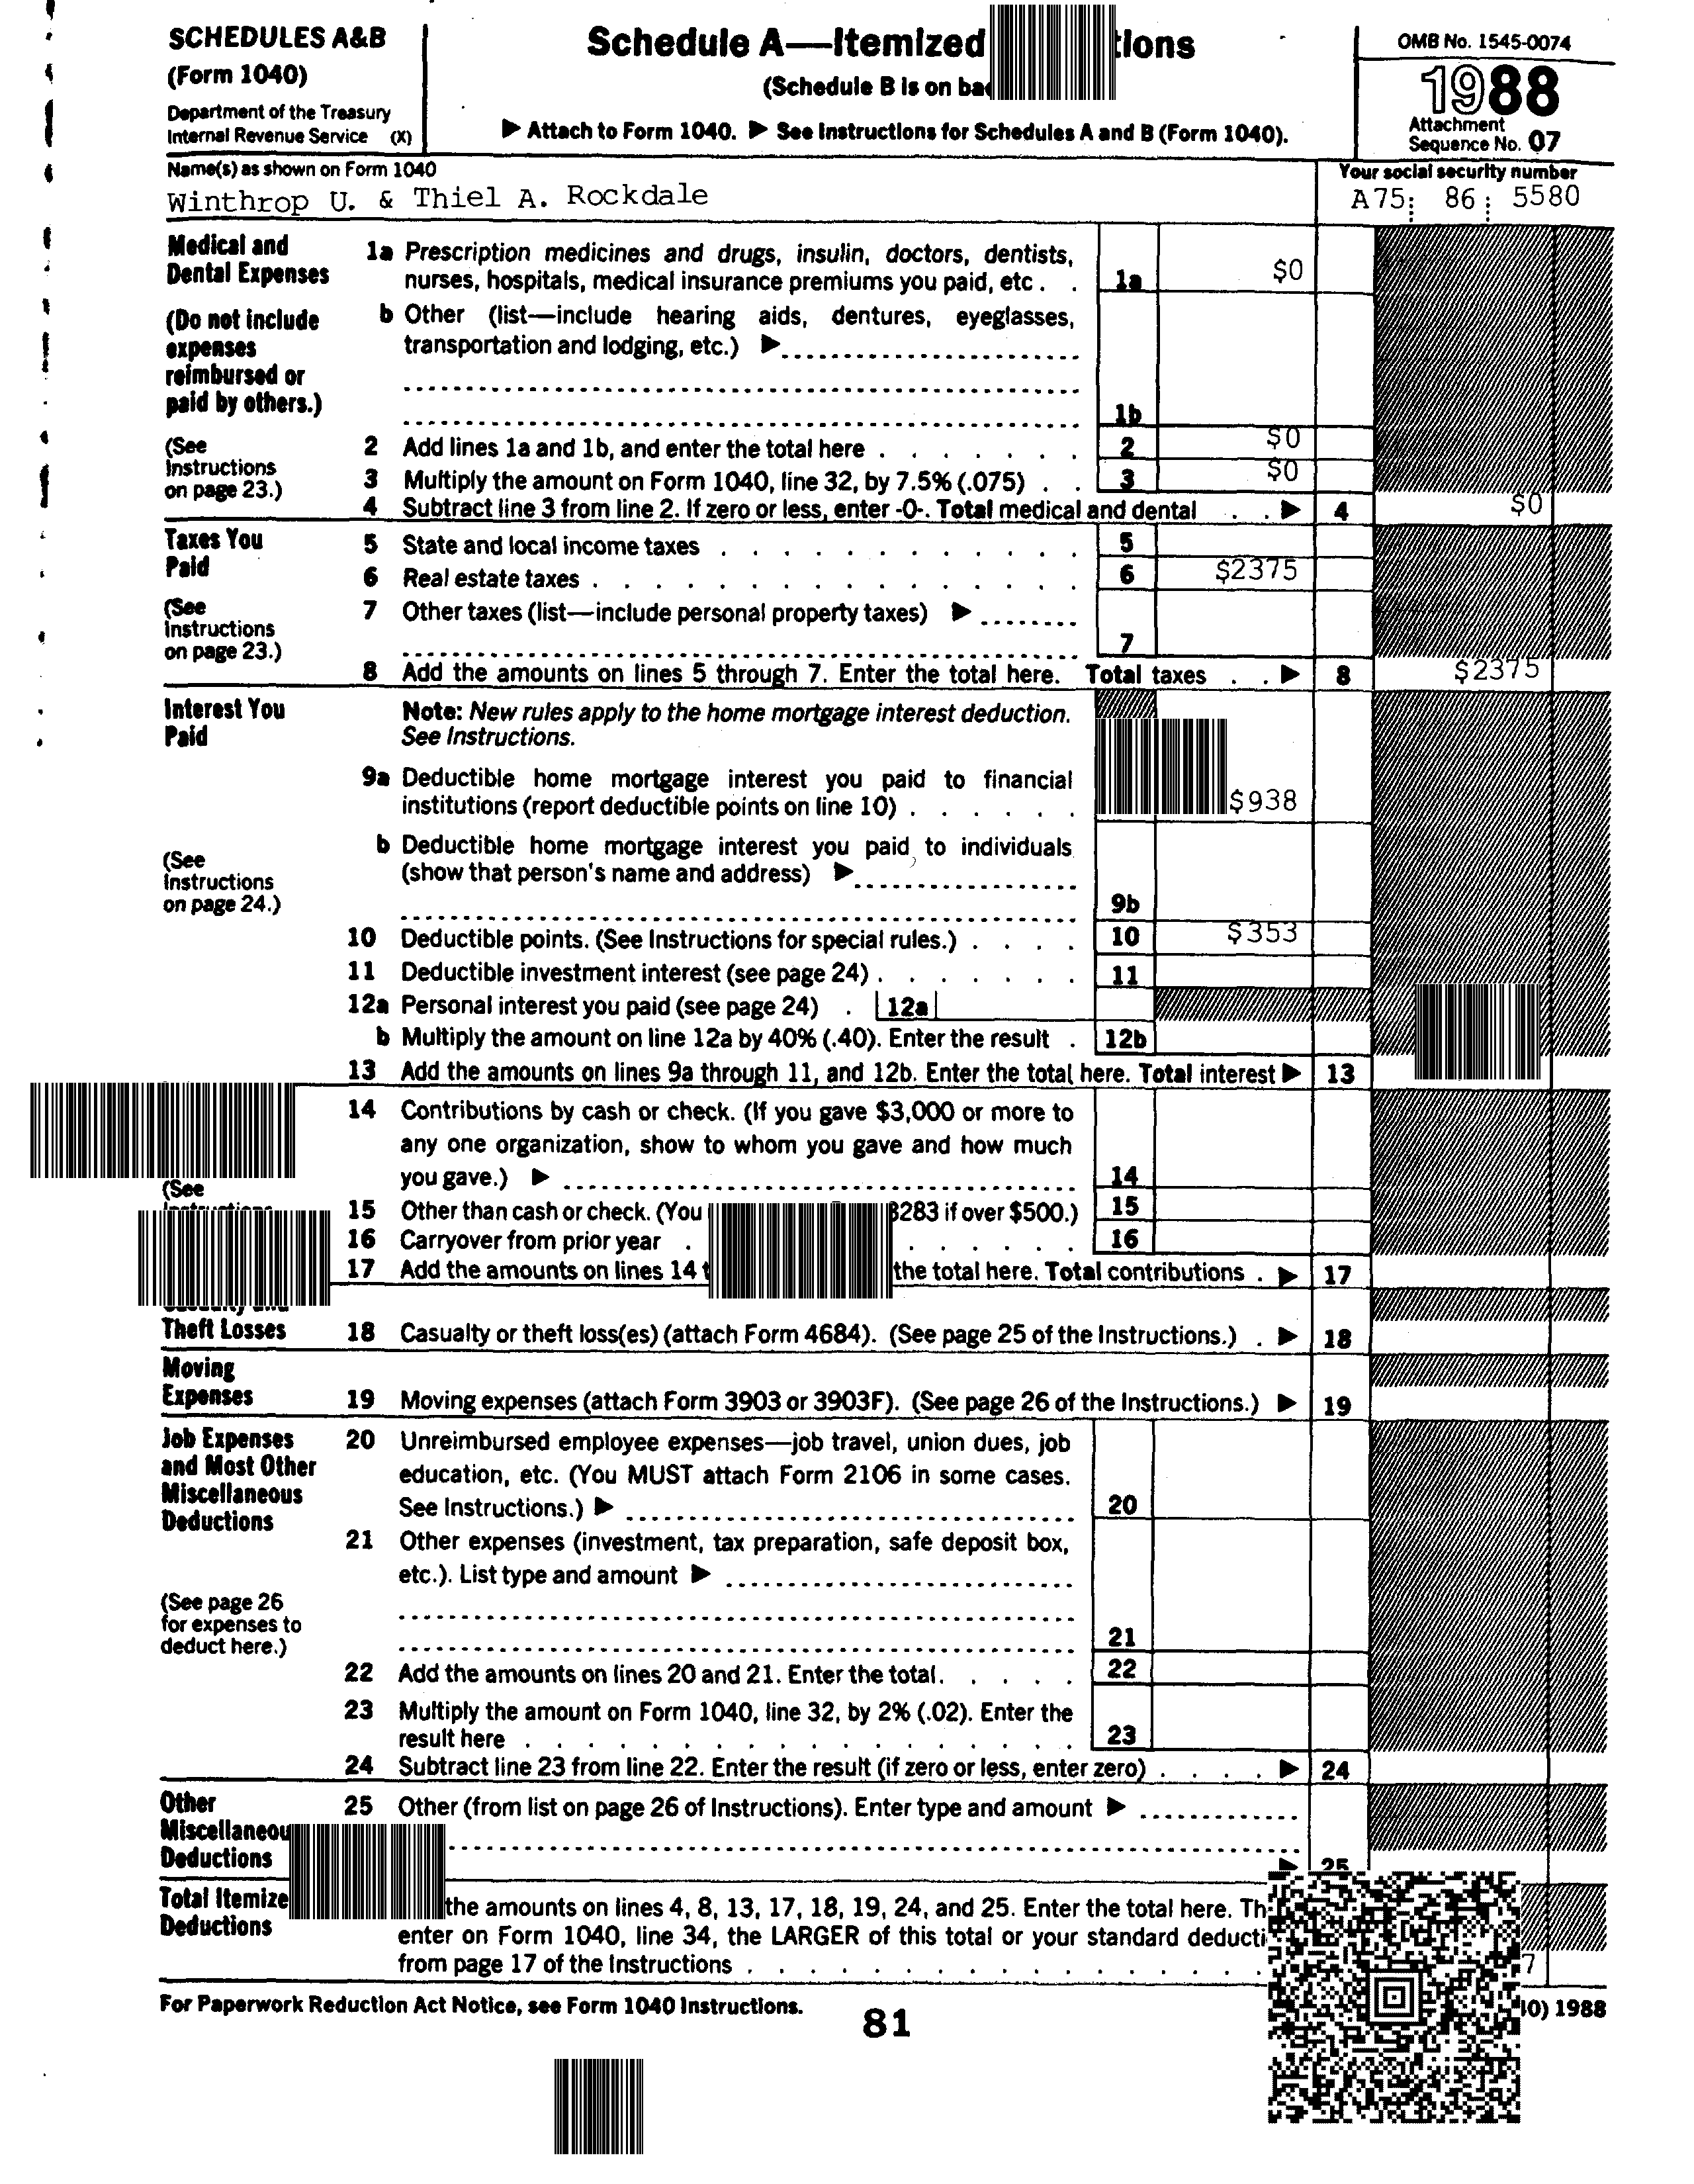 SCHEDULES A&B
(Form 1040)
Department of the Treasury
Internal Revenue Service (X)
Schedule A—Itemized
(Schedule B is on
▶ Attach to Form 1040. ▶ See Instructions for Schedules A and B (Form 1040).
OMB No. 1545-0074
1988
Attachment
Sequence No. 07
Name(s) as shown on Form 1040
Winthrop U. & Thiel A. Rockdale
Your social security number
A75: 86: 5580
Medical and
Dental Expenses
(Do not include
expenses
reimbursed or
paid by others.)
(See
Instructions
on page 23.)
1a Prescription medicines and drugs, insulin, doctors, dentists,
nurses, hospitals, medical insurance premiums you paid, etc . . 1a $0
b Other (list—include hearing aids, dentures, eyeglasses,
transportation and lodging, etc.) ▶
1b
2 Add lines 1a and 1b, and enter the total here . . . . . . . 2 $0
3 Multiply the amount on Form 1040, line 32, by 7.5% (.075) . . 3 $0
4 Subtract line 3 from line 2. If zero or less, enter -0-. Total medical and dental . . ▶ 4 $0
Taxes You
Paid
(See
Instructions
on page 23.)
5 State and local income taxes . . . . . . . . . . . . 5
6 Real estate taxes . . . . . . . . . . . . . . . . 6 $2375
7 Other taxes (list—include personal property taxes) ▶
7
8 Add the amounts on lines 5 through 7. Enter the total here. Total taxes . . ▶ 8 $2375
Interest You
Paid
(See
Instructions
on page 24.)
Note: New rules apply to the home mortgage interest deduction.
See Instructions.
9a Deductible home mortgage interest you paid to financial
institutions (report deductible points on line 10) . . . . . . $938
b Deductible home mortgage interest you paid to individuals
(show that person's name and address) ▶
9b
10 Deductible points. (See Instructions for special rules.) . . . . 10 $353
11 Deductible investment interest (see page 24) . . . . . . . 11
12a Personal interest you paid (see page 24) . 12a
b Multiply the amount on line 12a by 40% (.40). Enter the result . 12b
13 Add the amounts on lines 9a through 11, and 12b. Enter the total here. Total interest ▶ 13
(See
14 Contributions by cash or check. (If you gave $3,000 or more to
any one organization, show to whom you gave and how much
you gave.) ▶ 14
15 Other than cash or check. (You 8283 if over $500.) 15
16 Carryover from prior year . . . . . . . 16
17 Add the amounts on lines 14 the total here. Total contributions . ▶ 17
Theft Losses
18 Casualty or theft loss(es) (attach Form 4684). (See page 25 of the Instructions.) . ▶ 18
Moving
Expenses
19 Moving expenses (attach Form 3903 or 3903F). (See page 26 of the Instructions.) ▶ 19
Job Expenses
and Most Other
Miscellaneous
Deductions
(See page 26
for expenses to
deduct here.)
20 Unreimbursed employee expenses—job travel, union dues, job
education, etc. (You MUST attach Form 2106 in some cases.
See Instructions.) ▶ 20
21 Other expenses (investment, tax preparation, safe deposit box,
etc.). List type and amount ▶
21
22 Add the amounts on lines 20 and 21. Enter the total. . . . . 22
23 Multiply the amount on Form 1040, line 32, by 2% (.02). Enter the
result here . . . . . . . . . . . . . . . . . . 23
24 Subtract line 23 from line 22. Enter the result (if zero or less, enter zero) . . . . ▶ 24
Other
Deductions
25 Other (from list on page 26 of Instructions). Enter type and amount ▶
▶ 25
Total
Deductions
the amounts on lines 4, 8, 13, 17, 18, 19, 24, and 25. Enter the total here.
enter on Form 1040, line 34, the LARGER of this total or your standard
from page 17 of the Instructions . . . . . . . . . . . . . . .
For Paperwork Reduction Act Notice, see Form 1040 Instructions.
81
1988